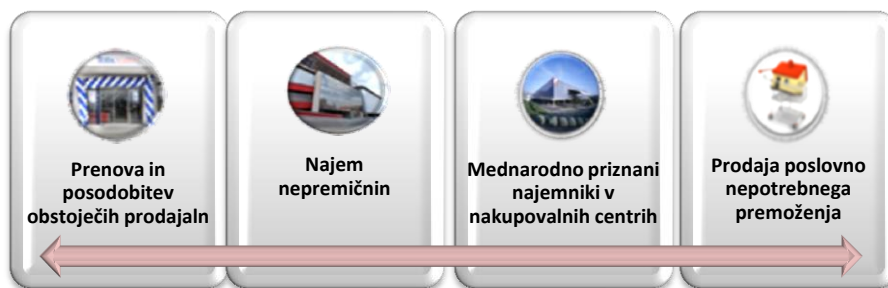 Prenova in
posodobitev
obstoječih prodajaln
Najem
nepremičnin
Mednarodno priznani
najemniki v
nakupovalnih centrih
Prodaja poslovno
nepotrebnega
premoženja